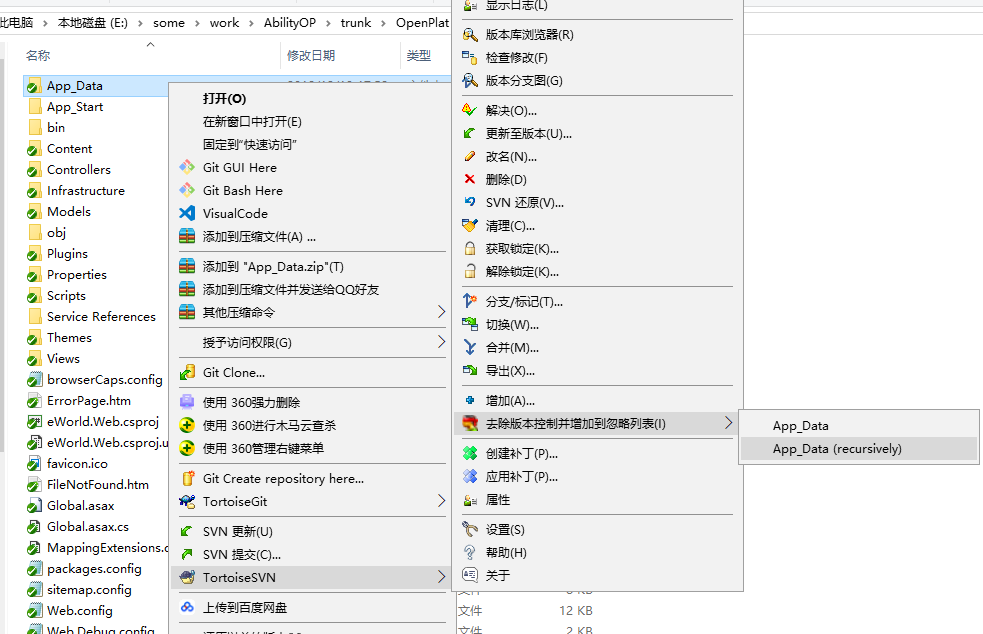 此电脑 › 本地磁盘 (E:) › some › work › AbilityOP › trunk › OpenPlat
名称 修改日期 类型
App_Data
App_Start
bin
Content
Controllers
Infrastructure
Models
obj
Plugins
Properties
Scripts
Service References
Themes
Views
browserCaps.config
ErrorPage.htm
eWorld.Web.csproj
eWorld.Web.csproj.u
favicon.ico
FileNotFound.htm
Global.asax
Global.asax.cs
MappingExtensions.c
packages.config
sitemap.config
Web.config
Web.Debug.config
打开(O)
在新窗口中打开(E)
固定到"快速访问"
Git GUI Here
Git Bash Here
VisualCode
添加到压缩文件(A) ...
添加到 "App_Data.zip"(T)
添加到压缩文件并发送给QQ好友
其他压缩命令
授予访问权限(G)
Git Clone...
使用 360强力删除
使用 360进行木马云查杀
使用 360管理右键菜单
Git Create repository here...
TortoiseGit
SVN 更新(U)
SVN 提交(C)...
TortoiseSVN
上传到百度网盘
显示日志(L)
版本库浏览器(R)
检查修改(F)
版本分支图(G)
解决(O)...
更新至版本(U)...
改名(N)...
删除(D)
SVN 还原(V)...
清理(C)...
获取锁定(K)...
解除锁定(K)...
分支/标记(T)...
切换(W)...
合并(M)...
导出(X)...
增加(A)...
去除版本控制并增加到忽略列表(I)
创建补丁(P)...
应用补丁(P)...
属性
设置(S)
帮助(H)
关于
App_Data
App_Data (recursively)
文件 12 KB
文件 2 KB